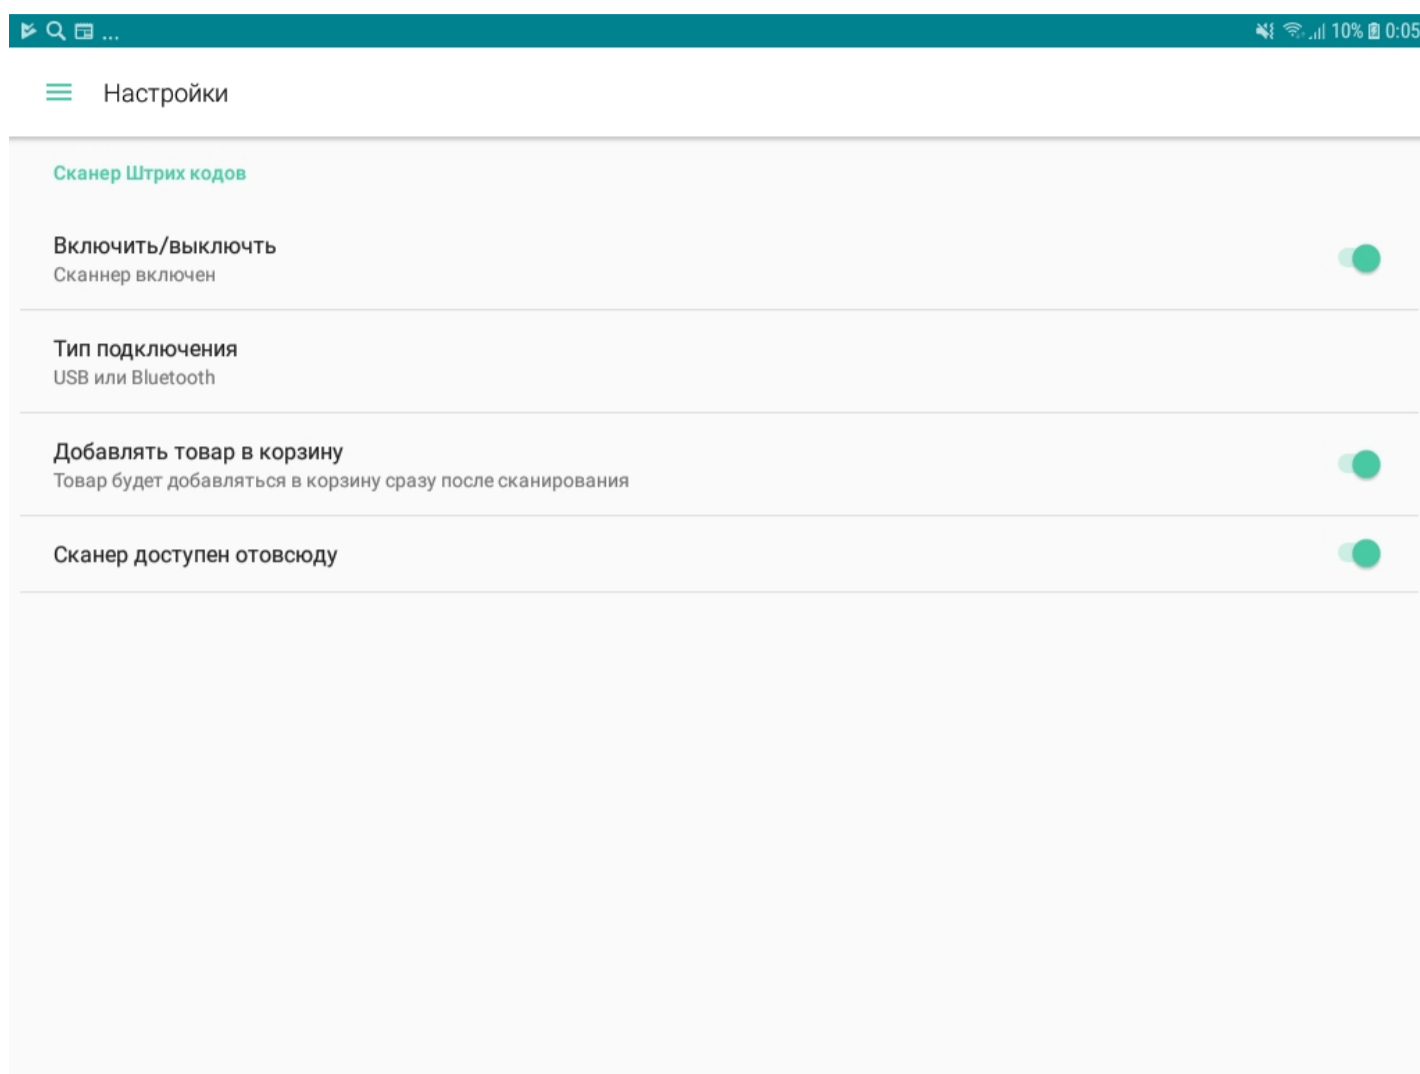 ... 10% 0:05
Настройки
Сканер Штрих кодов
Включить/выключть
Сканнер включен
Тип подключения
USB или Bluetooth
Добавлять товар в корзину
Товар будет добавляться в корзину сразу после сканирования
Сканер доступен отовсюду